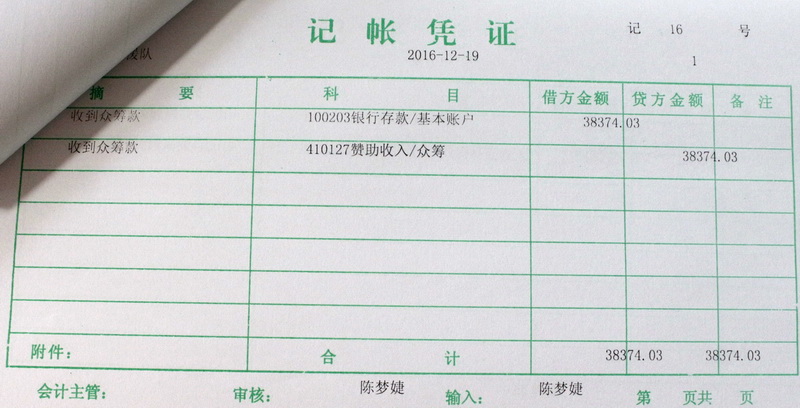 记帐凭证
记 16 号
援队 2016-12-19 1
摘要 科目 借方金额 贷方金额 备注
收到众筹款 100203银行存款/基本账户 38374.03
收到众筹款 410127赞助收入/众筹 38374.03
附件: 合计 38374.03 38374.03
会计主管: 审核: 陈梦婕 输入: 陈梦婕 第 页共 页